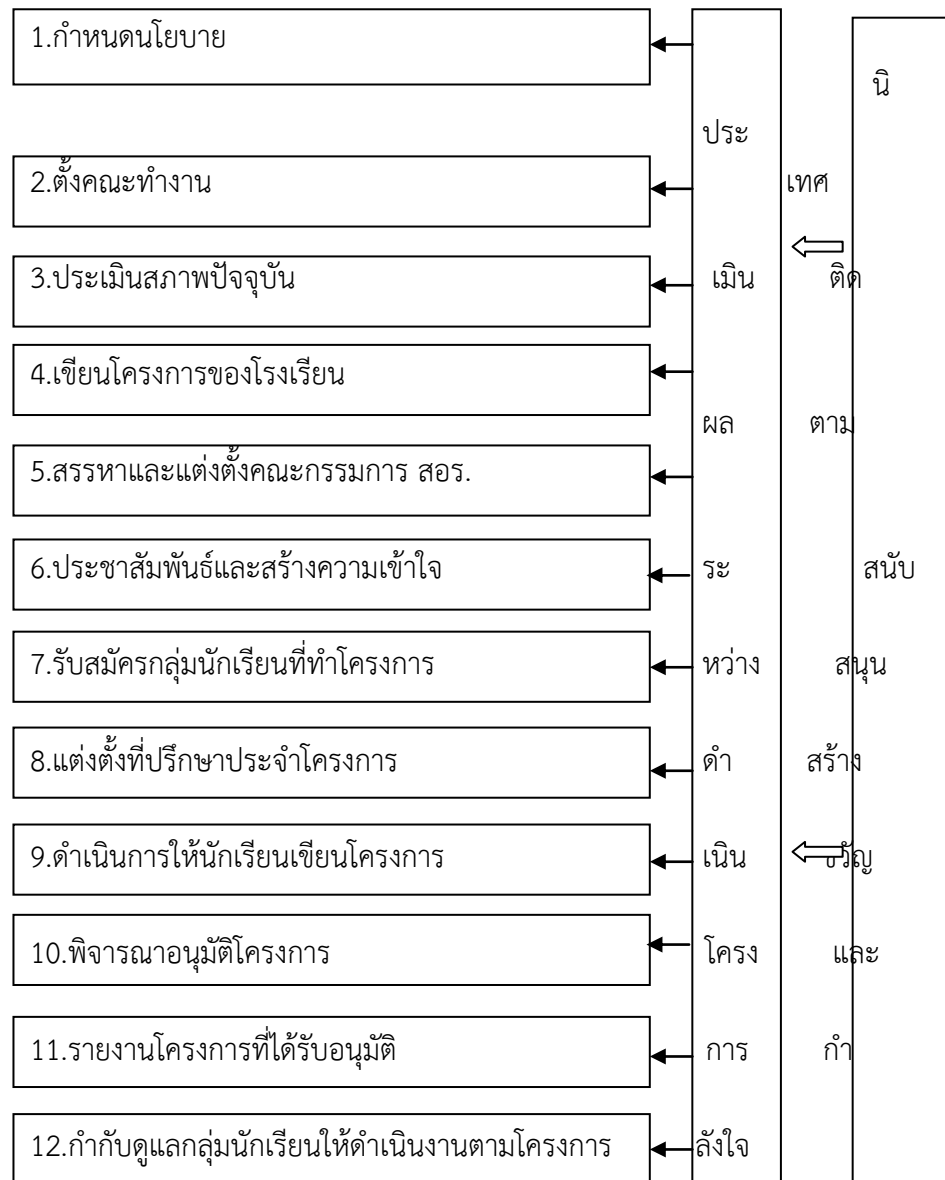 1.กำหนดนโยบาย
นิ
ประ
2.ตั้งคณะทำงาน เทศ
3.ประเมินสภาพปัจจุบัน เมิน ติด
4.เขียนโครงการของโรงเรียน
ผล ตาม
5.สรรหาและแต่งตั้งคณะกรรมการ สอร.
6.ประชาสัมพันธ์และสร้างความเข้าใจ ระ สนับ
7.รับสมัครกลุ่มนักเรียนที่ทำโครงการ หว่าง สนุน
8.แต่งตั้งที่ปรึกษาประจำโครงการ ดำ สร้าง
9.ดำเนินการให้นักเรียนเขียนโครงการ เนิน ขวัญ
10.พิจารณาอนุมัติโครงการ โครง และ
11.รายงานโครงการที่ได้รับอนุมัติ การ กำ
12.กำกับดูแลกลุ่มนักเรียนให้ดำเนินงานตามโครงการ ลังใจ